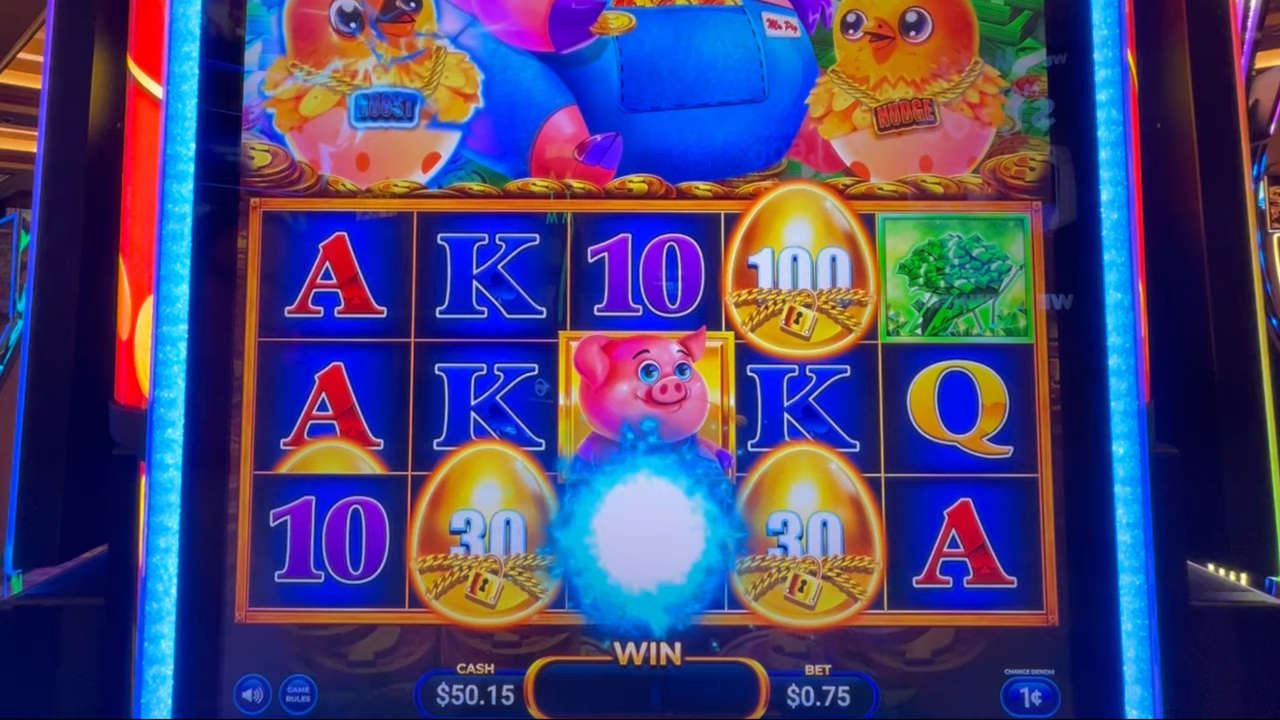 BOOST
Mr Pig
NUDGE
A K 10 100
A K K Q
10 30 30 A
WIN
CASH
$50.15
BET
$0.75
GAME
RULES
CHANGE DENOM
1¢